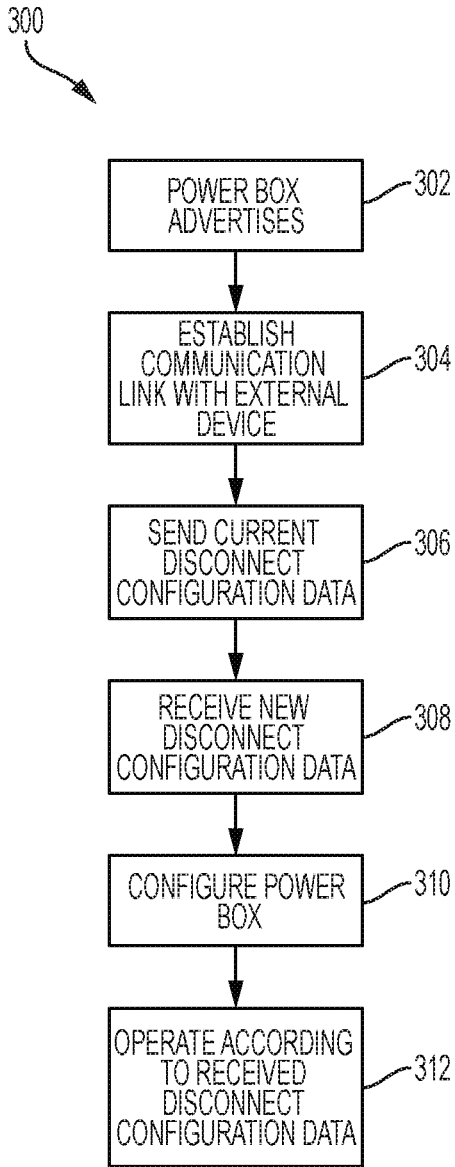 300
POWER BOX
ADVERTISES
302
ESTABLISH
COMMUNICATION
LINK WITH EXTERNAL
DEVICE
304
SEND CURRENT
DISCONNECT
CONFIGURATION DATA
306
RECEIVE NEW
DISCONNECT
CONFIGURATION DATA
308
CONFIGURE POWER
BOX
310
OPERATE ACCORDING
TO RECEIVED
DISCONNECT
CONFIGURATION DATA
312